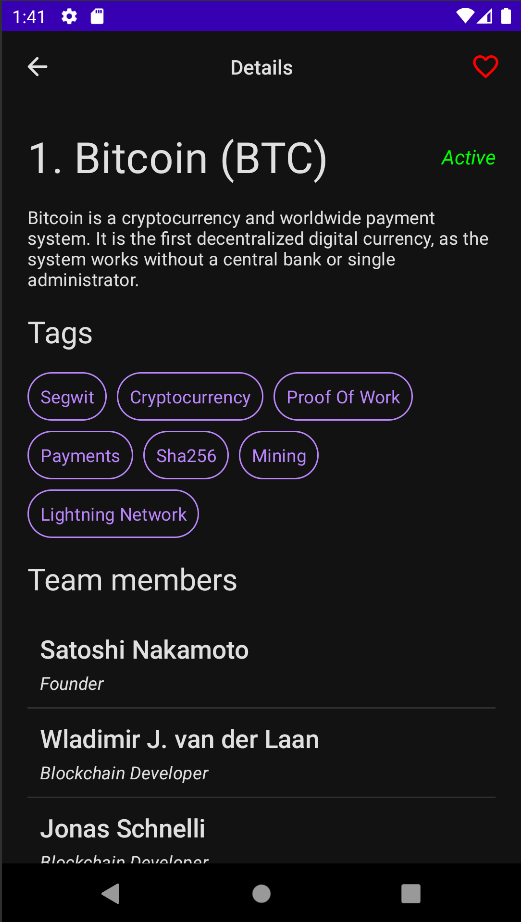 1:41
Details
1. Bitcoin (BTC)
Active
Bitcoin is a cryptocurrency and worldwide payment
system. It is the first decentralized digital currency, as the
system works without a central bank or single
administrator.
Tags
Segwit Cryptocurrency Proof Of Work
Payments Sha256 Mining
Lightning Network
Team members
Satoshi Nakamoto
Founder
Wladimir J. van der Laan
Blockchain Developer
Jonas Schnelli
Blockchain Developer